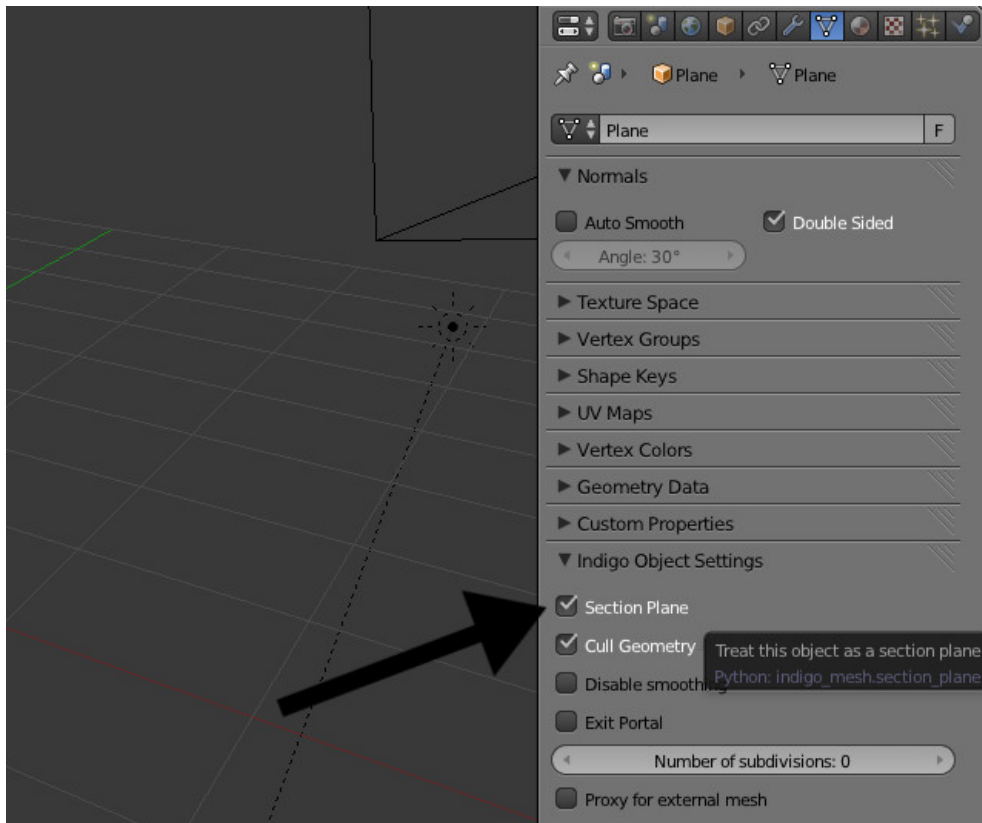 Plane Plane
Plane F
Normals
Auto Smooth Double Sided
Angle: 30°
Texture Space
Vertex Groups
Shape Keys
UV Maps
Vertex Colors
Geometry Data
Custom Properties
Indigo Object Settings
Section Plane
Cull Geometry
Treat this object as a section plane
Python: indigo_mesh.section_plane
Disable smoothing
Exit Portal
Number of subdivisions: 0
Proxy for external mesh